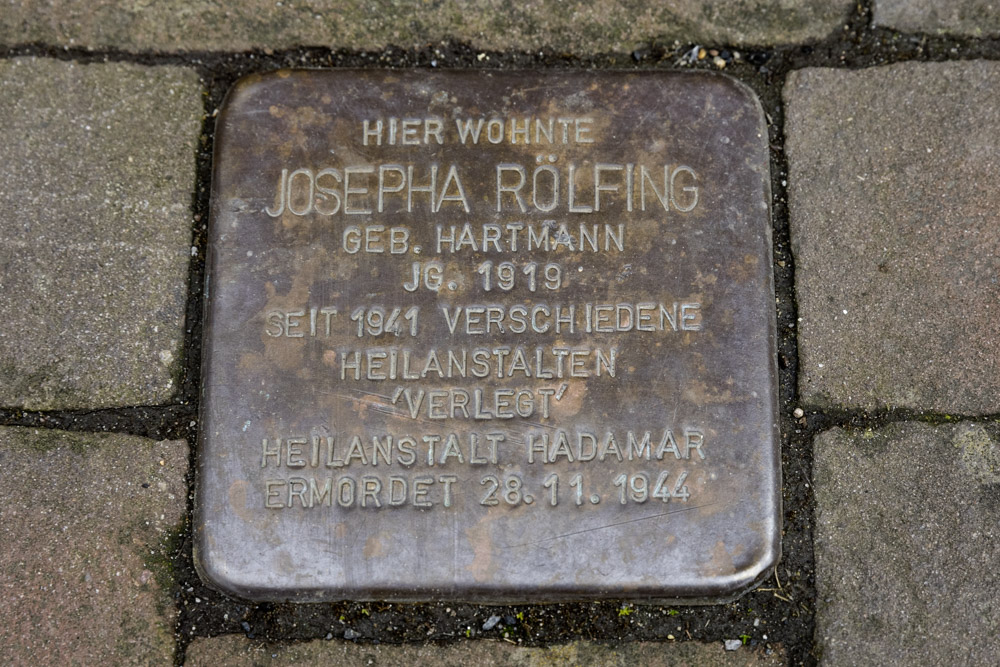 HIER WOHNTE
JOSEPHA RÖLFING
GEB. HARTMANN
JG. 1919
SEIT 1941 VERSCHIEDENE
HEILANSTALTEN
'VERLEGT'
HEILANSTALT HADAMAR
ERMORDET 28.11.1944